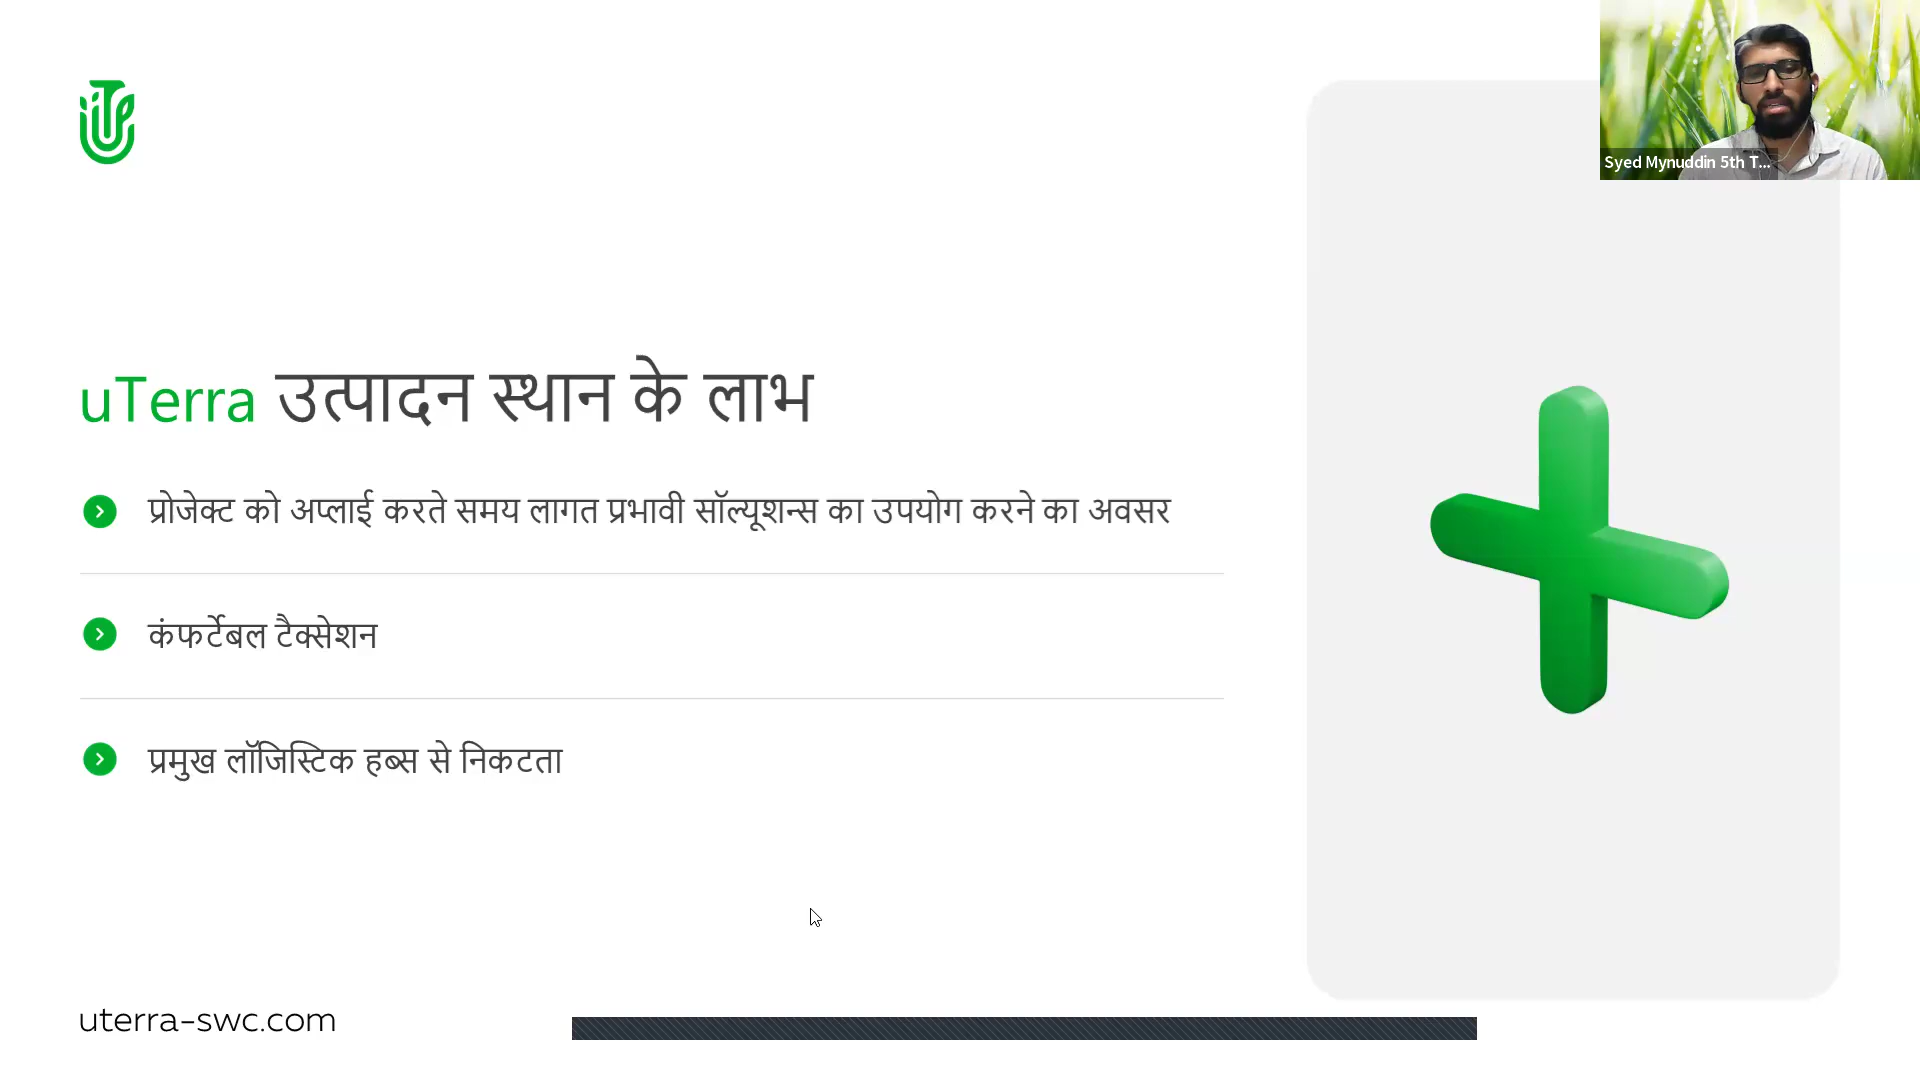 Syed Mynuddin 5th T...
uTerra उत्पादन स्थान के लाभ
प्रोजेक्ट को अप्लाई करते समय लागत प्रभावी सॉल्यूशन्स का उपयोग करने का अवसर
कंफर्टेबल टैक्सेशन
प्रमुख लॉजिस्टिक हब्स से निकटता
uterra-swc.com